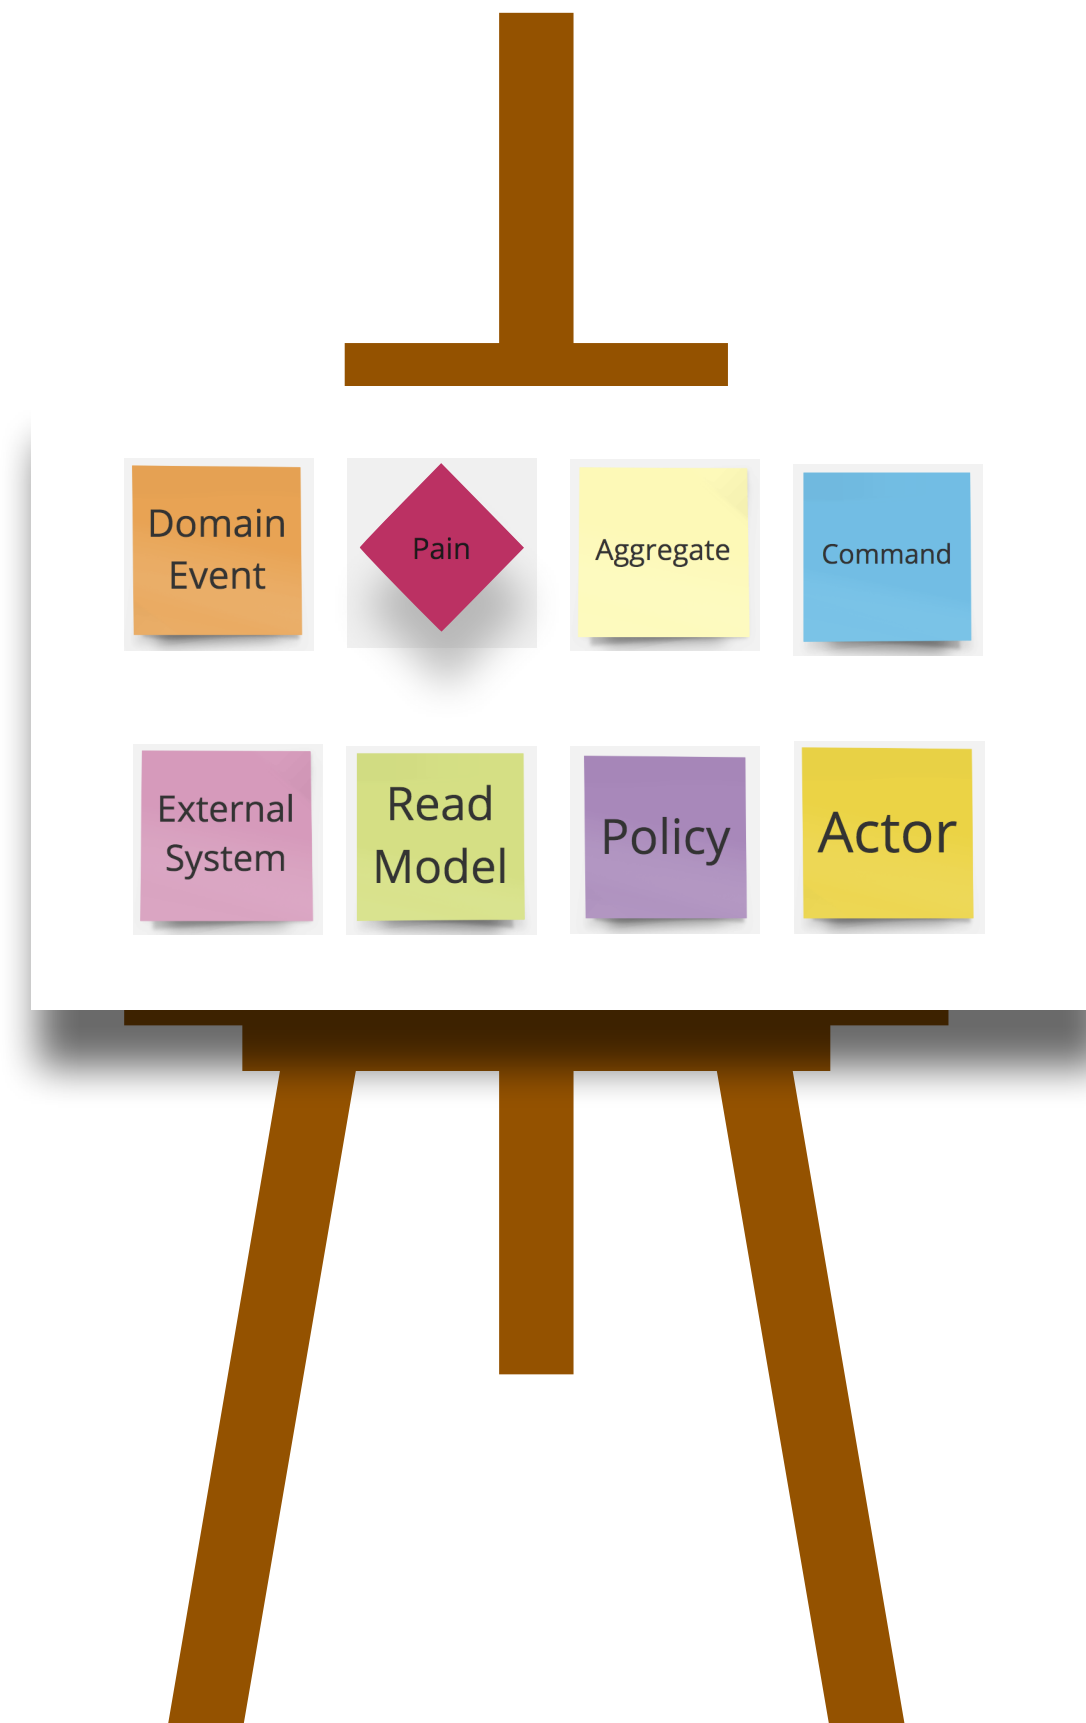 Domain
Event
Pain
Aggregate
Command
External
System
Read
Model
Policy
Actor